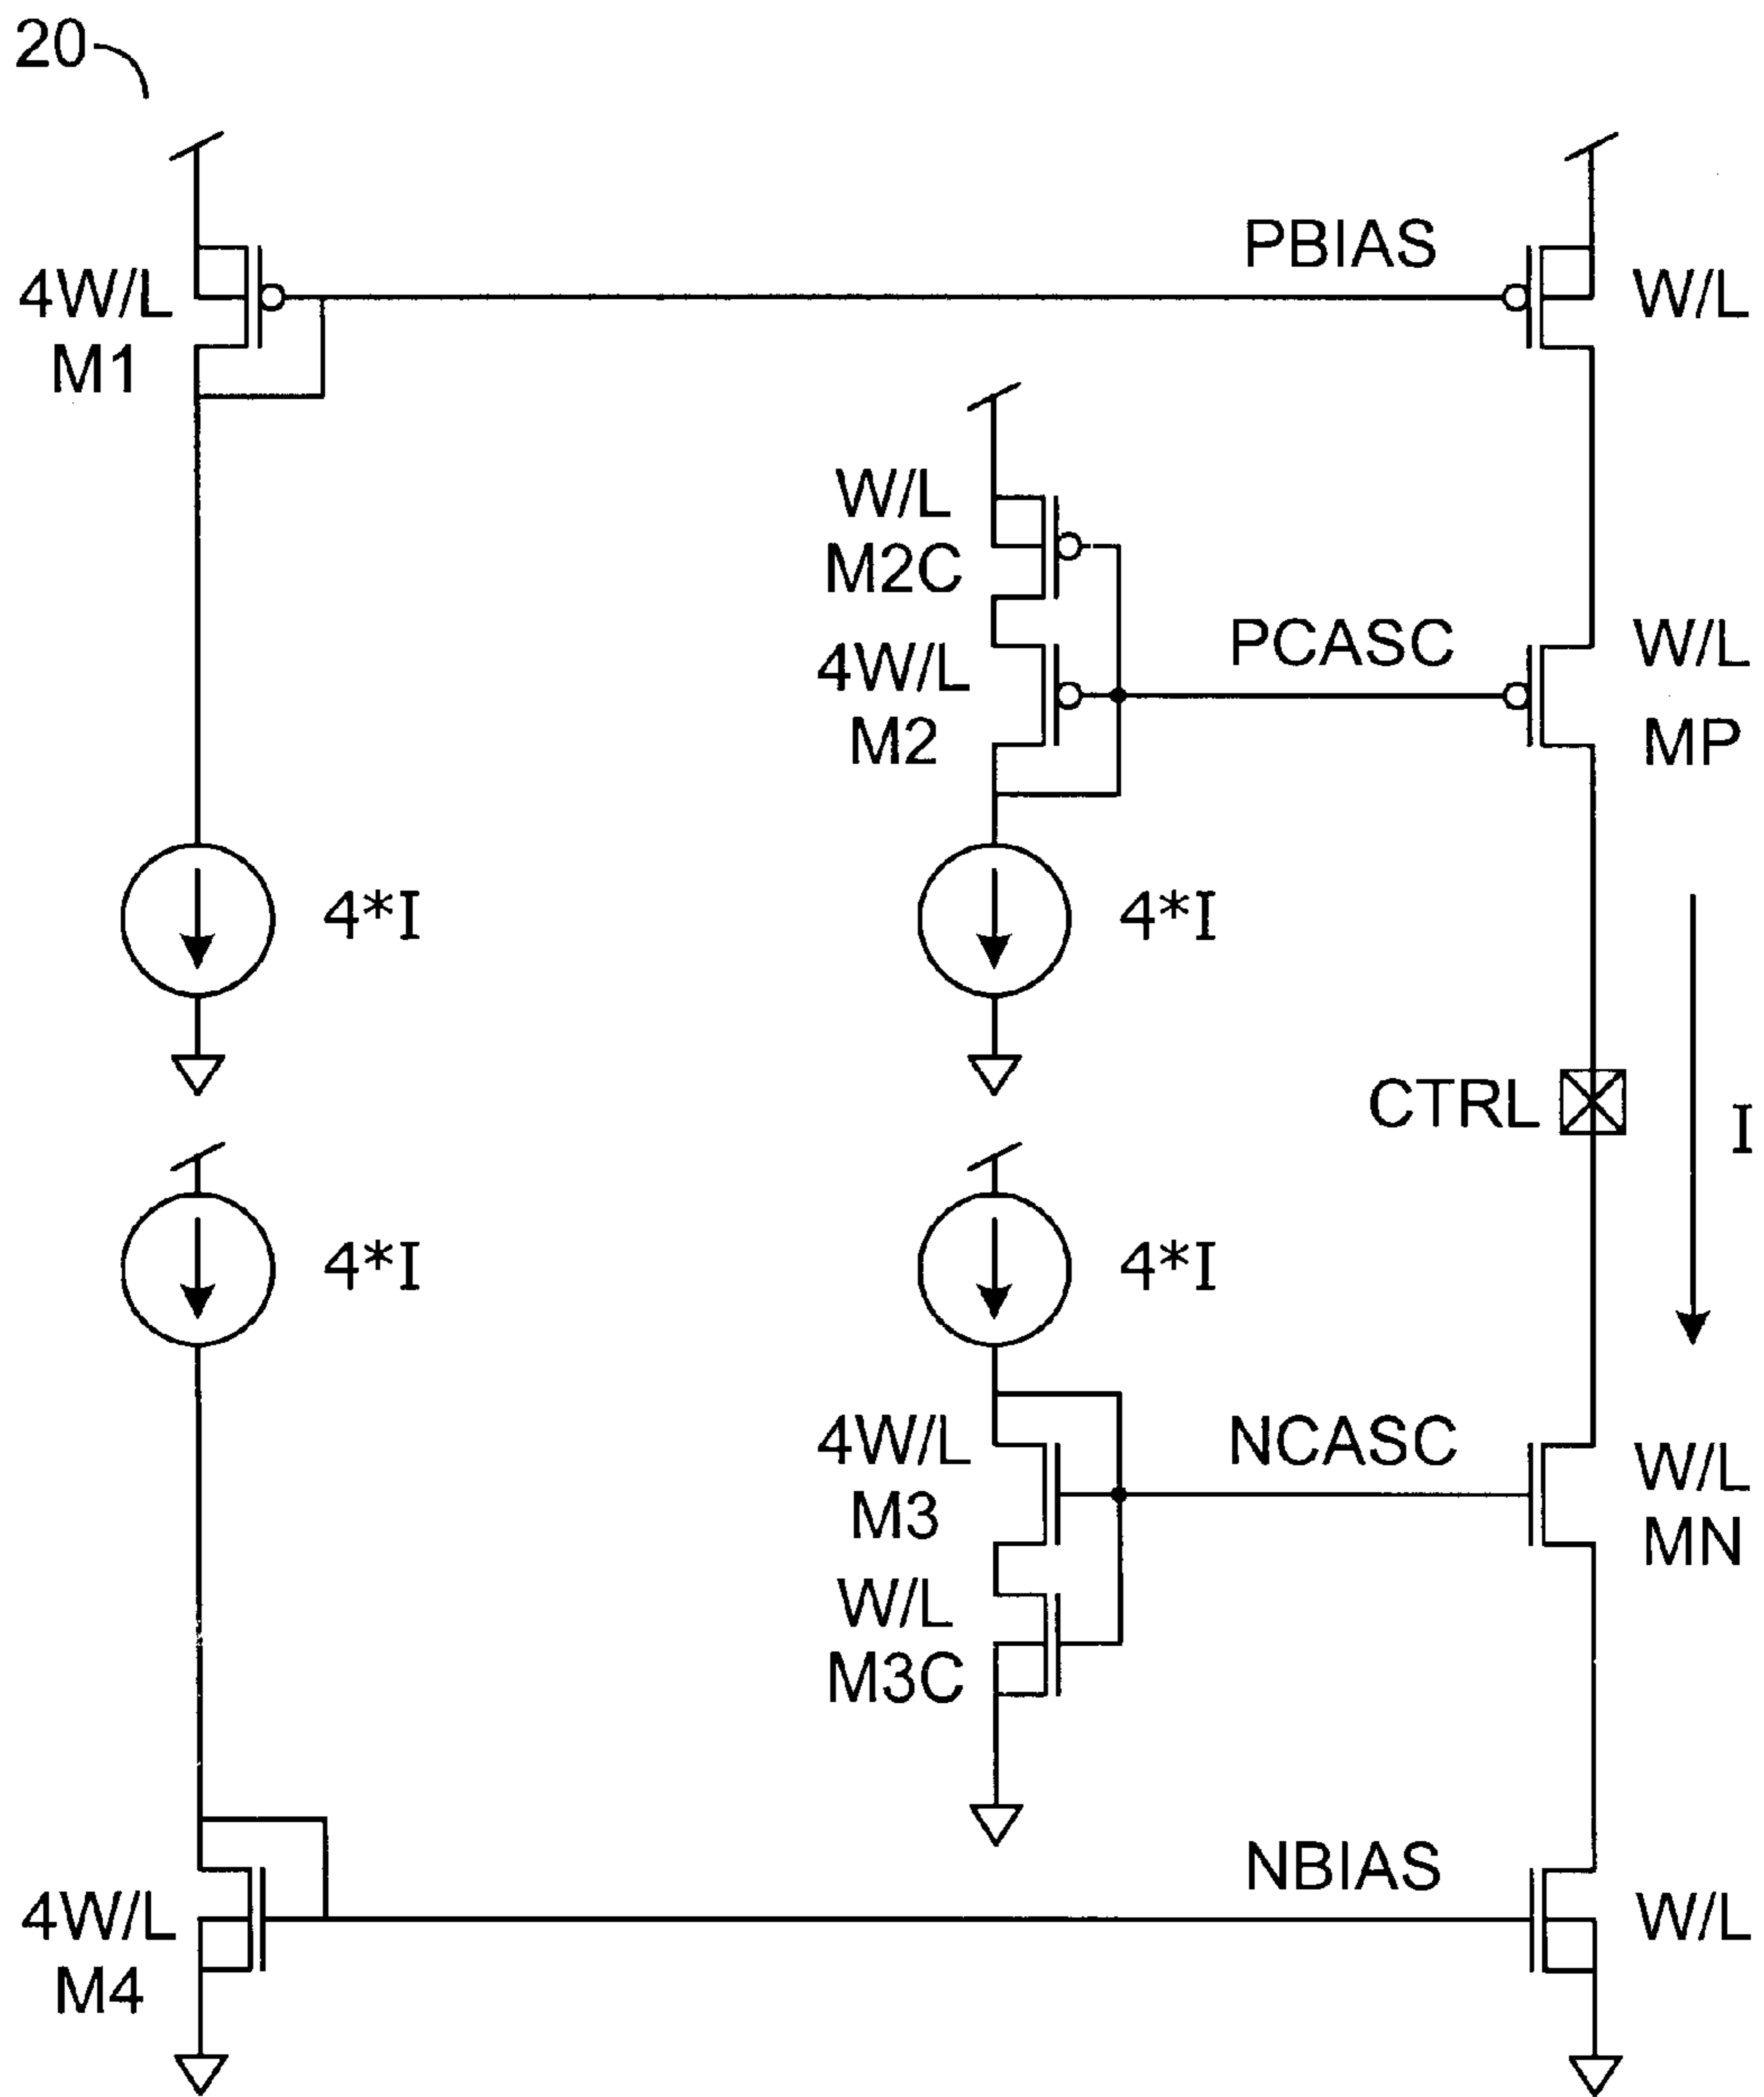 20
PBIAS
4W/L
M1
W/L
W/L
M2C
4W/L
M2
PCASC
W/L
MP
4*I
4*I
CTRL
I
4*I
4*I
4W/L
M3
NCASC
W/L
MN
W/L
M3C
NBIAS
4W/L
M4
W/L